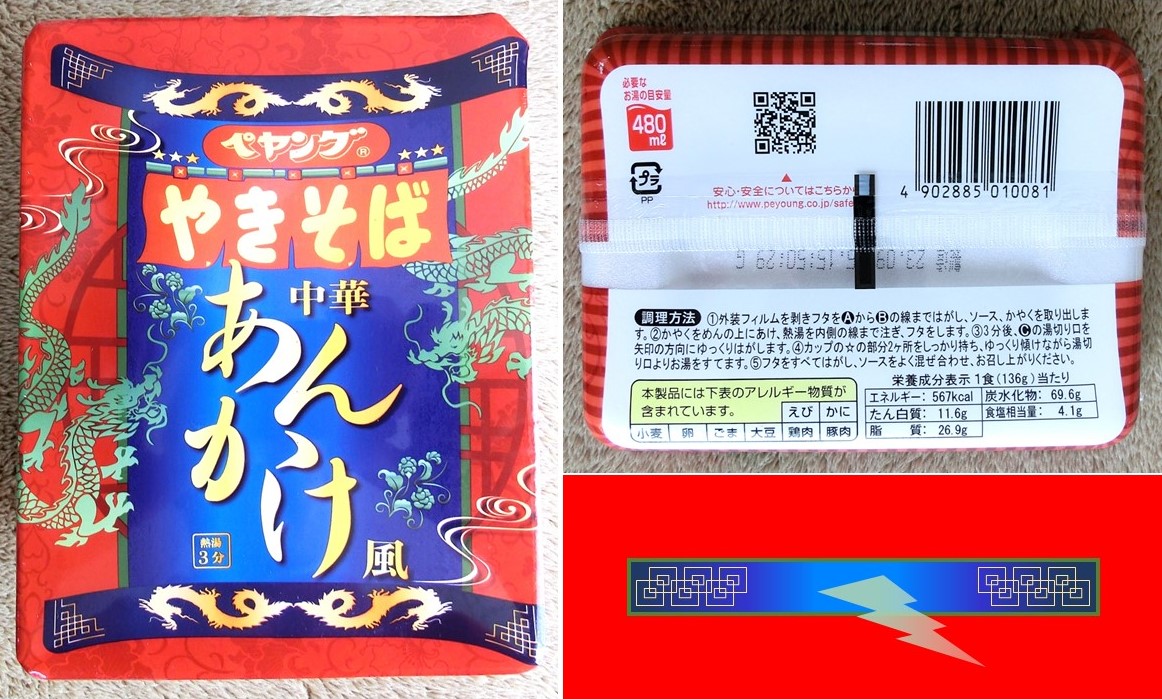 ペヤング®
やきそば
中華
あんかけ
風
熱湯
3分
必要な
お湯の目安量
480
mℓ
プラ
PP
安心・安全についてはこちらから
http://www.peyoung.co.jp/safe
4 902885 010081
調理方法 ①外装フィルムを剥きフタをAからBの線まではがし、ソース、かやくを取り出しま
す。②かやくをめんの上にあけ、熱湯を内側の線まで注ぎ、フタをします。③3分後、Cの湯切り口を
矢印の方向にゆっくりはがします。④カップの☆の部分2ヶ所をしっかり持ち、ゆっくり傾けながら湯切
り口よりお湯をすてます。⑤フタをすべてはがし、ソースをよく混ぜ合わせ、お召し上がりください。
本製品には下表のアレルギー物質が
含まれています。
えび かに
小麦 卵 ごま 大豆 鶏肉 豚肉
栄養成分表示 1食(136g)当たり
エネルギー: 567kcal 炭水化物: 69.6g
たん白質: 11.6g 食塩相当量: 4.1g
脂 質: 26.9g